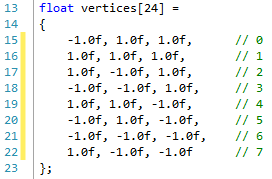 13 float vertices[24] =
14 {
15 -1.0f, 1.0f, 1.0f, // 0
16 1.0f, 1.0f, 1.0f, // 1
17 1.0f, -1.0f, 1.0f, // 2
18 -1.0f, -1.0f, 1.0f, // 3
19 1.0f, 1.0f, -1.0f, // 4
20 -1.0f, 1.0f, -1.0f, // 5
21 -1.0f, -1.0f, -1.0f, // 6
22 1.0f, -1.0f, -1.0f // 7
23 };